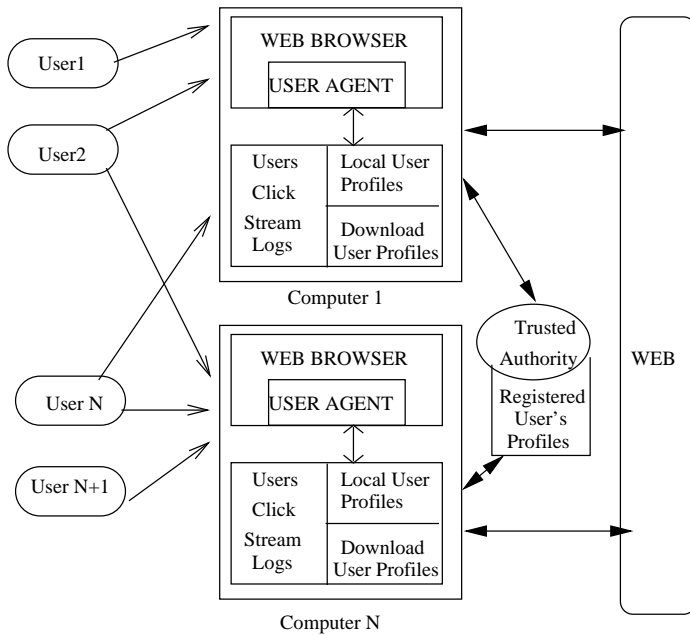 User1
User2
User N
User N+1
WEB BROWSER
USER AGENT
Users
Click
Stream
Logs
Local User
Profiles
Download
User Profiles
Computer 1
WEB BROWSER
USER AGENT
Users
Click
Stream
Logs
Local User
Profiles
Download
User Profiles
Computer N
Trusted
Authority
Registered
User’s
Profiles
WEB